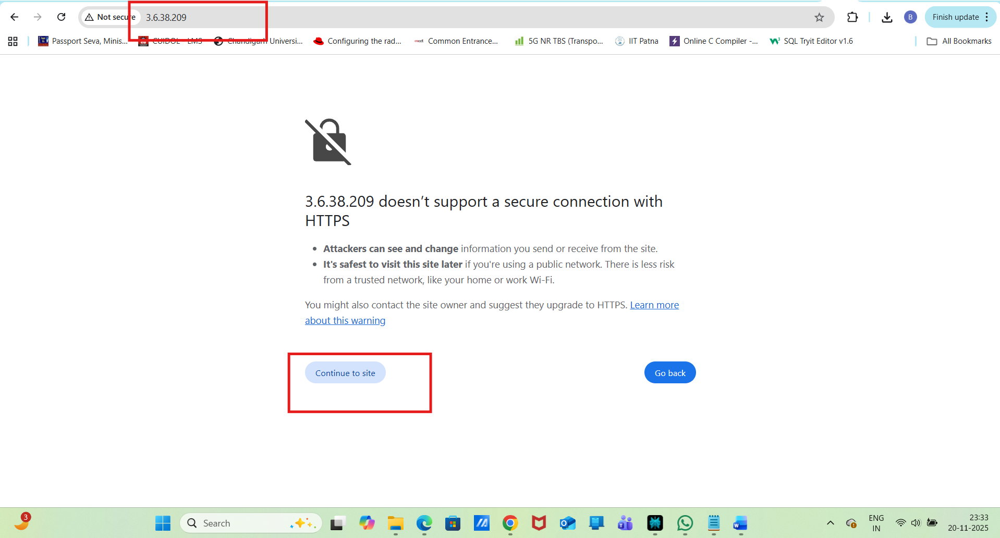 Not secure 3.6.38.209 B Finish update
Passport Seva, Minis... CUIDOL - LMS Chandigarh Universi... Configuring the rad... Common Entrance... 5G NR TBS (Transpo... IIT Patna Online C Compiler -... SQL Tryit Editor v1.6 All Bookmarks
3.6.38.209 doesn't support a secure connection with
HTTPS
• Attackers can see and change information you send or receive from the site.
• It's safest to visit this site later if you're using a public network. There is less risk
from a trusted network, like your home or work Wi-Fi.
You might also contact the site owner and suggest they upgrade to HTTPS. Learn more
about this warning
Continue to site Go back
3 Search ENG 23:33
IN 20-11-2025